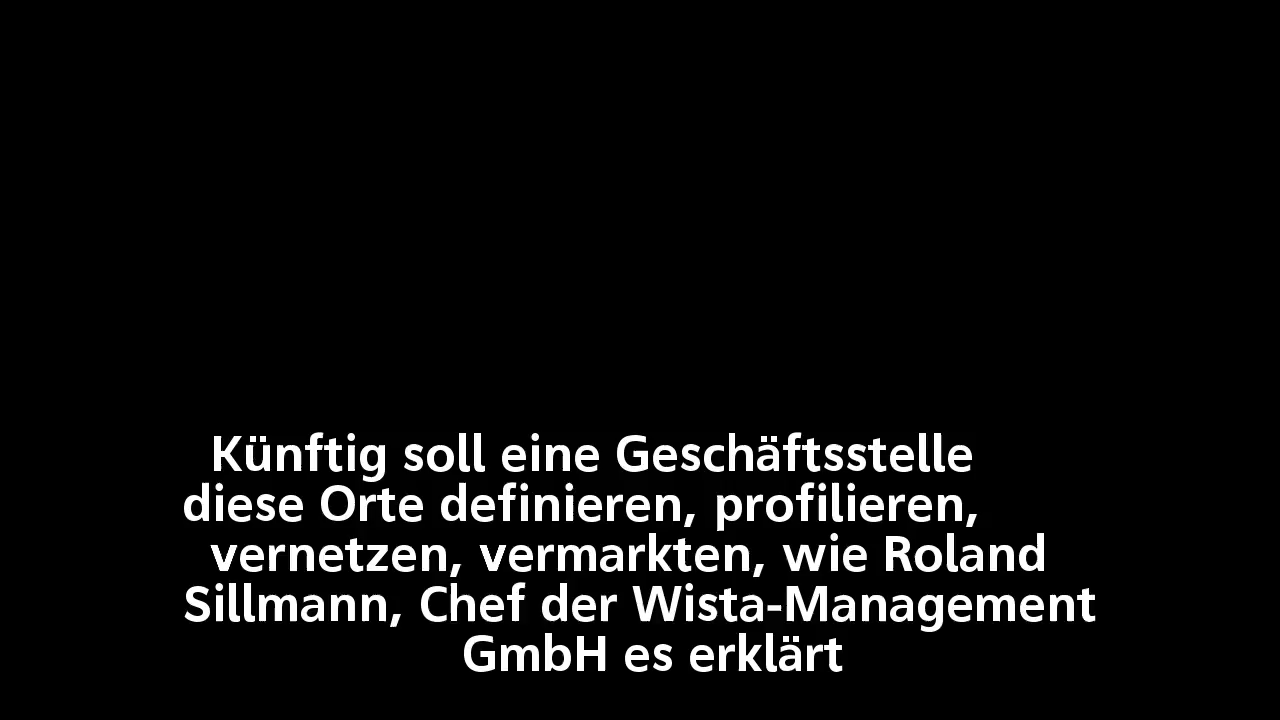 Künftig soll eine Geschäftsstelle
diese Orte definieren, profilieren,
vernetzen, vermarkten, wie Roland
Sillmann, Chef der Wista-Management
GmbH es erklärt